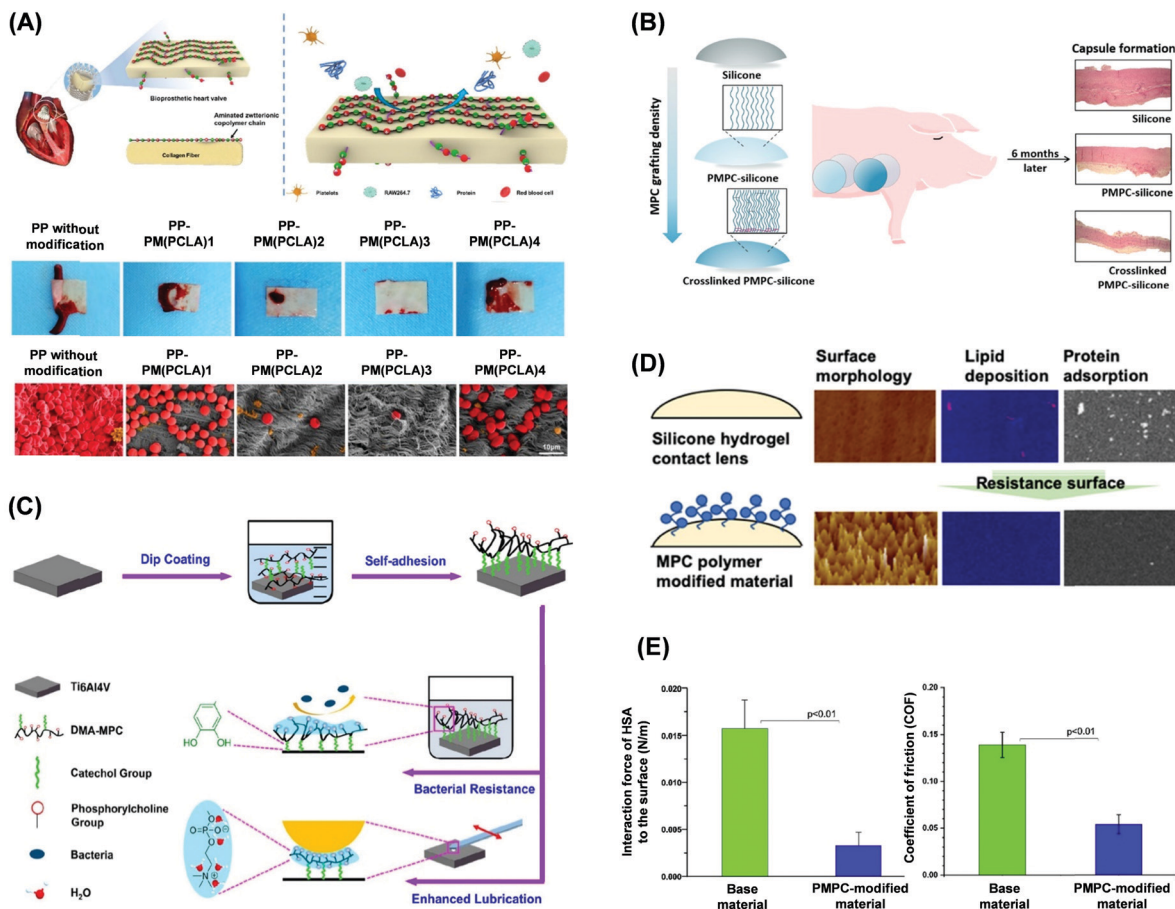 (A)
Bioprosthetic heart valve
Aminated zwtterionic
copolymer chain
Collagen Fiber
Platelets
RAW264.7
Protein
Red blood cell
PP without
modification
PP-
PM(PCLA)1
PP-
PM(PCLA)2
PP-
PM(PCLA)3
PP-
PM(PCLA)4
PP without
modification
PP-
PM(PCLA)1
PP-
PM(PCLA)2
PP-
PM(PCLA)3
PP-
PM(PCLA)4
10μm
(B)
MPC grafting density
Silicone
PMPC-silicone
Crosslinked PMPC-silicone
6 months
later
Capsule formation
Silicone
PMPC-silicone
Crosslinked
PMPC-silicone
(C)
Dip Coating
Self-adhesion
Ti6Al4V
DMA-MPC
Catechol Group
Phosphorylcholine
Group
Bacteria
H₂O
OH
OH
Bacterial Resistance
O
O=P-O⊖
O
N⊕
Enhanced Lubrication
(D)
Surface
morphology
Lipid
deposition
Protein
adsorption
Silicone hydrogel
contact lens
Resistance surface
MPC polymer
modified material
(E)
Interaction force of HSA
to the surface (N/m)
0.020
0.015
0.010
0.005
0.000
p<0.01
Base
material
PMPC-modified
material
Coefficient of friction (COF)
0.20
0.15
0.10
0.05
0.00
p<0.01
Base
material
PMPC-modified
material